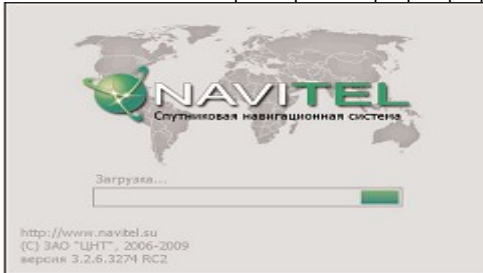 NAVITEL
Спутниковая навигационная система
Загрузка...
http://www.navitel.su
(C) ЗАО "ЦНТ", 2006-2009
версия 3.2.6.3274 RC2